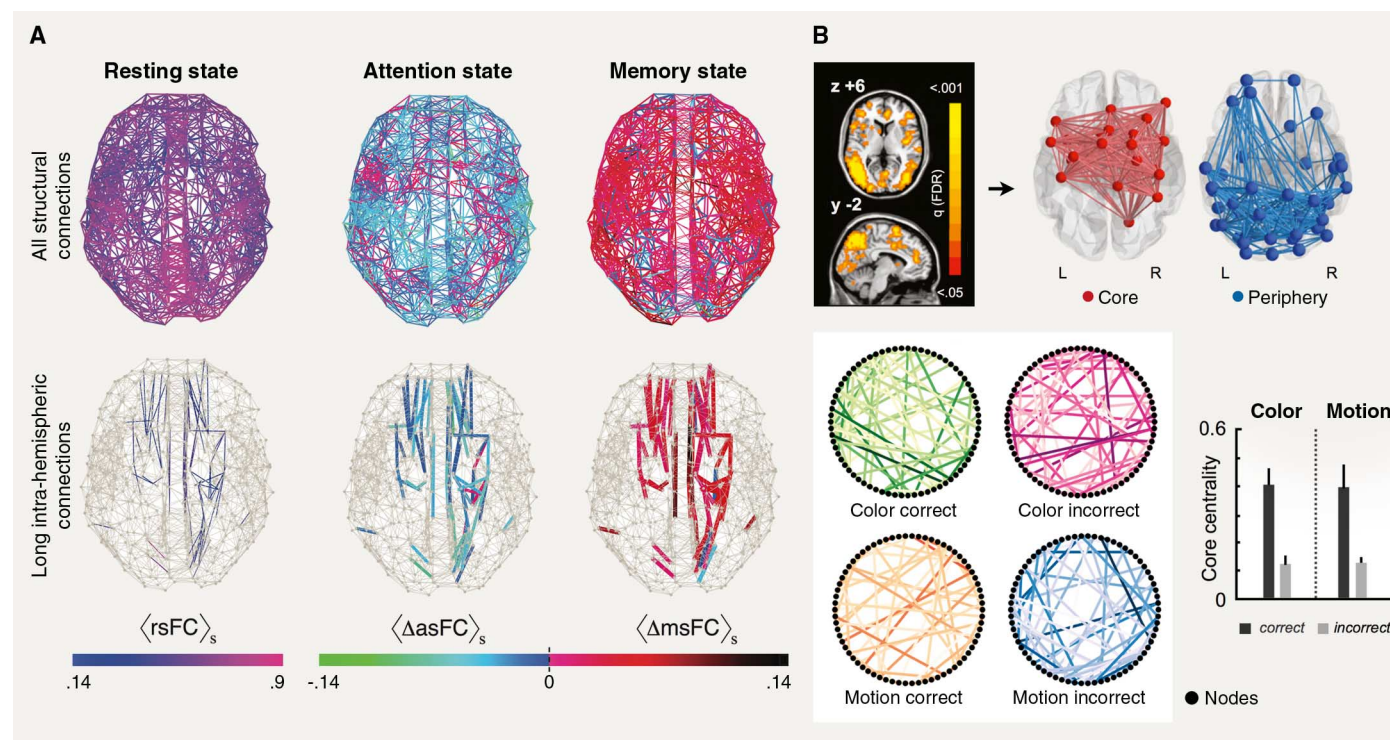 A
Resting state
Attention state
Memory state
All structural
connections
Long intra-hemispheric
connections
⟨rsFC⟩s
⟨ΔasFC⟩s
⟨ΔmsFC⟩s
.14
.9
-.14
0
.14
B
z +6
y -2
<.001
q (FDR)
<.05
L
R
L
R
Core
Periphery
Color correct
Color incorrect
Motion correct
Motion incorrect
Nodes
Color
Motion
0.6
Core centrality
0
correct
incorrect